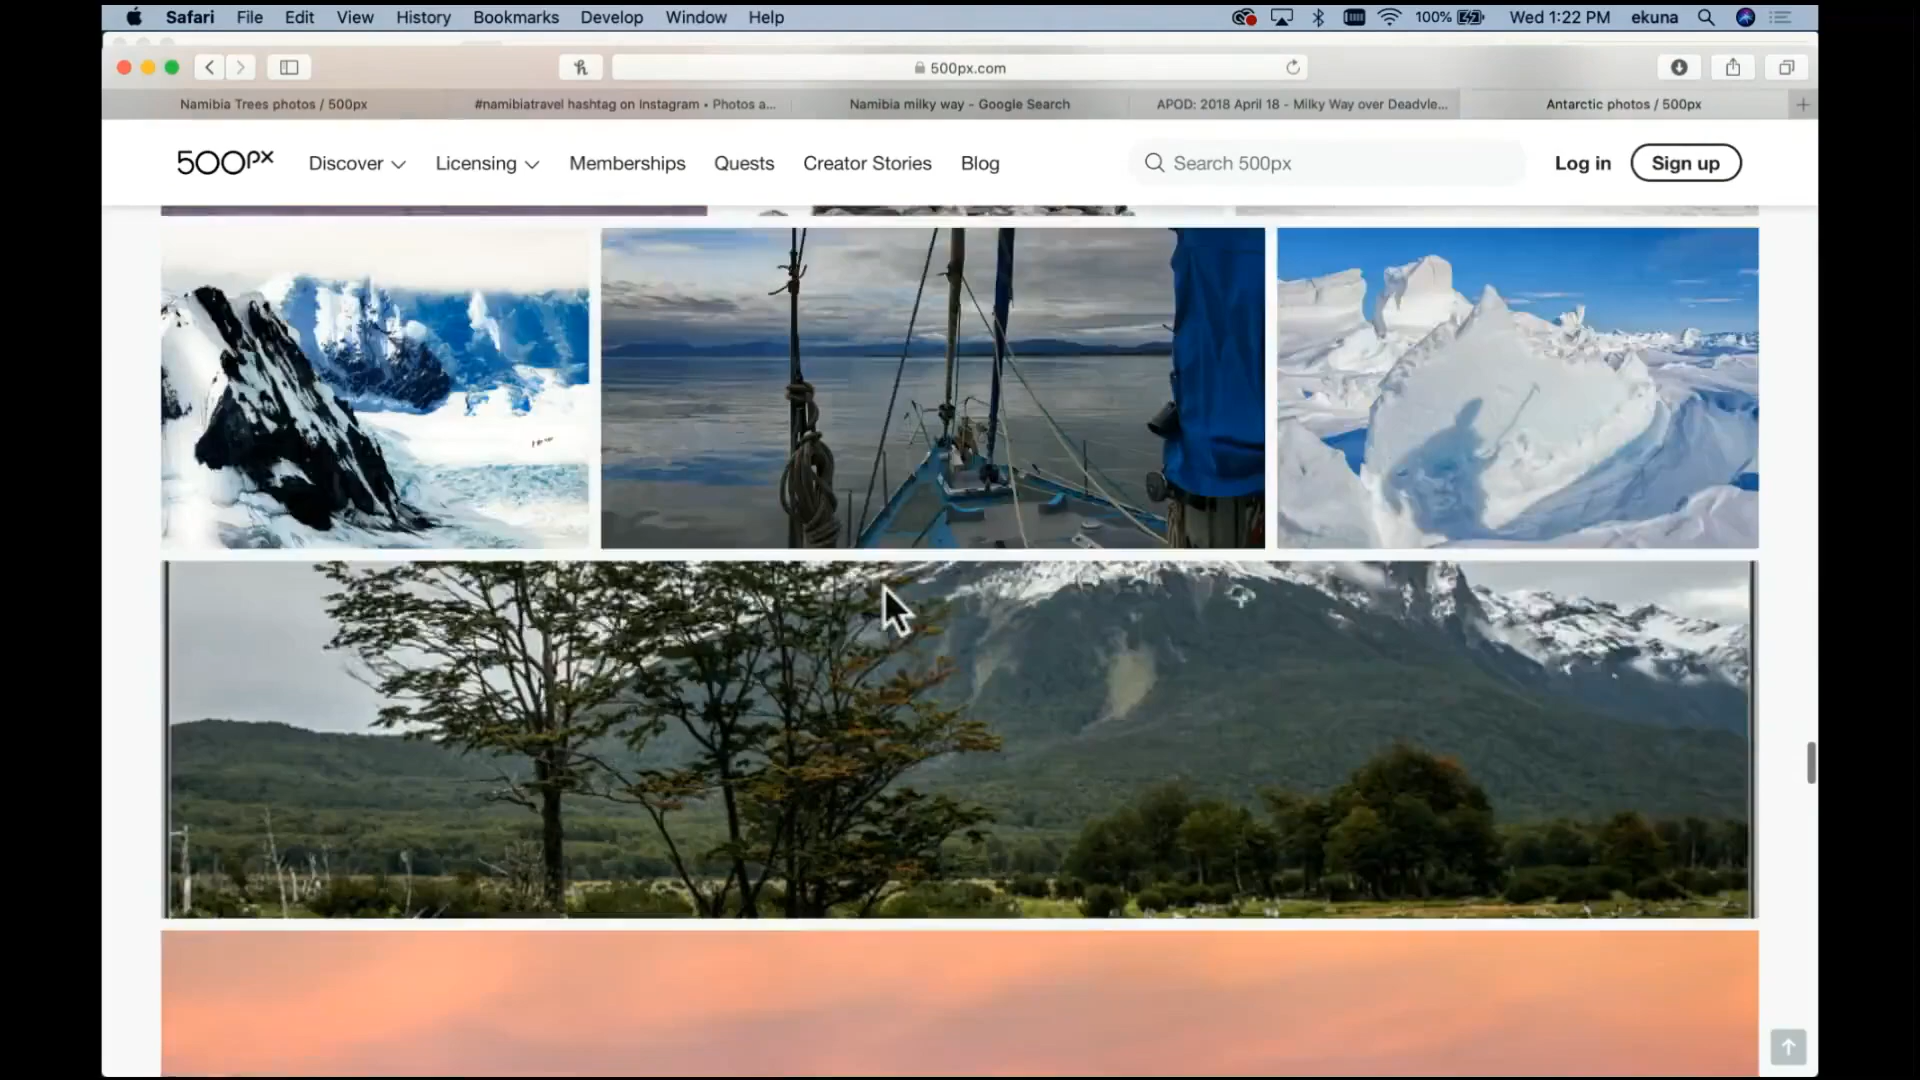 Safari File Edit View History Bookmarks Develop Window Help 100% Wed 1:22 PM ekuna
500px.com
Namibia Trees photos / 500px #namibiatravel hashtag on Instagram • Photos a... Namibia milky way - Google Search APOD: 2018 April 18 - Milky Way over Deadvle... Antarctic photos / 500px
500px Discover Licensing Memberships Quests Creator Stories Blog Search 500px Log in Sign up